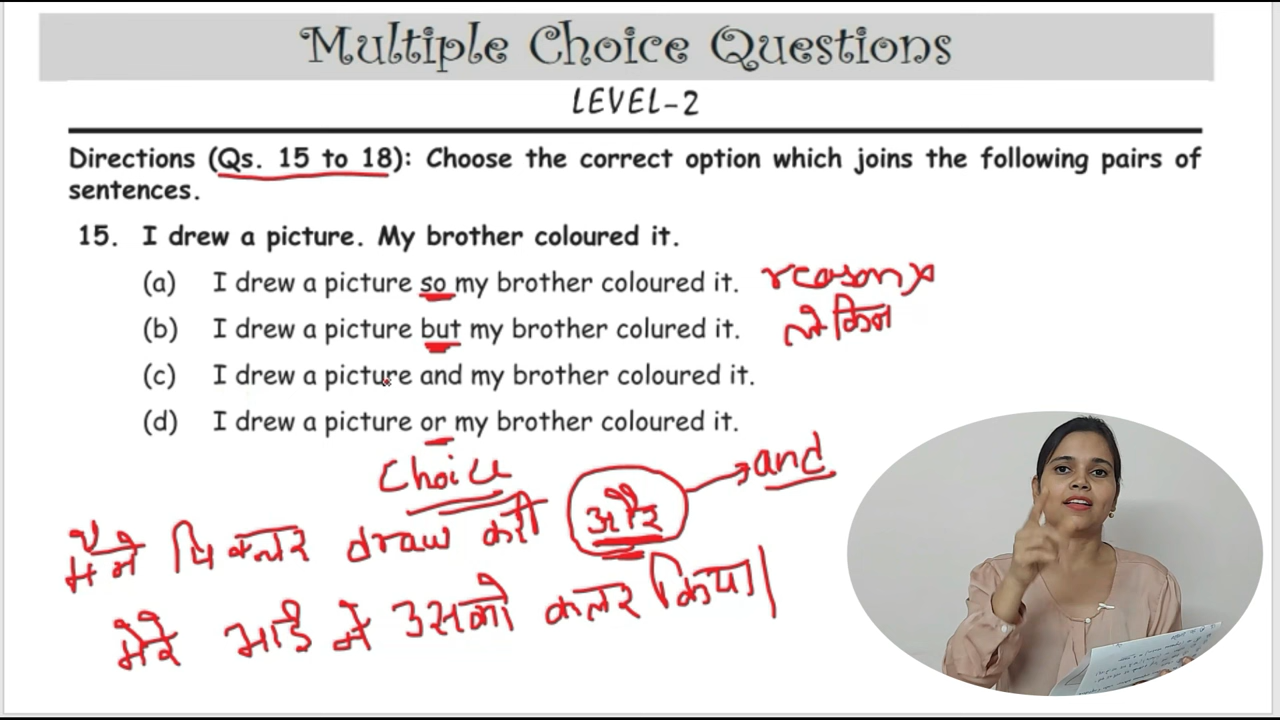 Multiple Choice Questions
LEVEL-2
Directions (Qs. 15 to 18): Choose the correct option which joins the following pairs of
sentences.
15. I drew a picture. My brother coloured it.
(a) I drew a picture so my brother coloured it. reason x
(b) I drew a picture but my brother colured it. लेकिन
(c) I drew a picture and my brother coloured it.
(d) I drew a picture or my brother coloured it.
Choice
and
मैंने पिक्चर draw करी और
मेरे भाई ने उसको कलर किया।